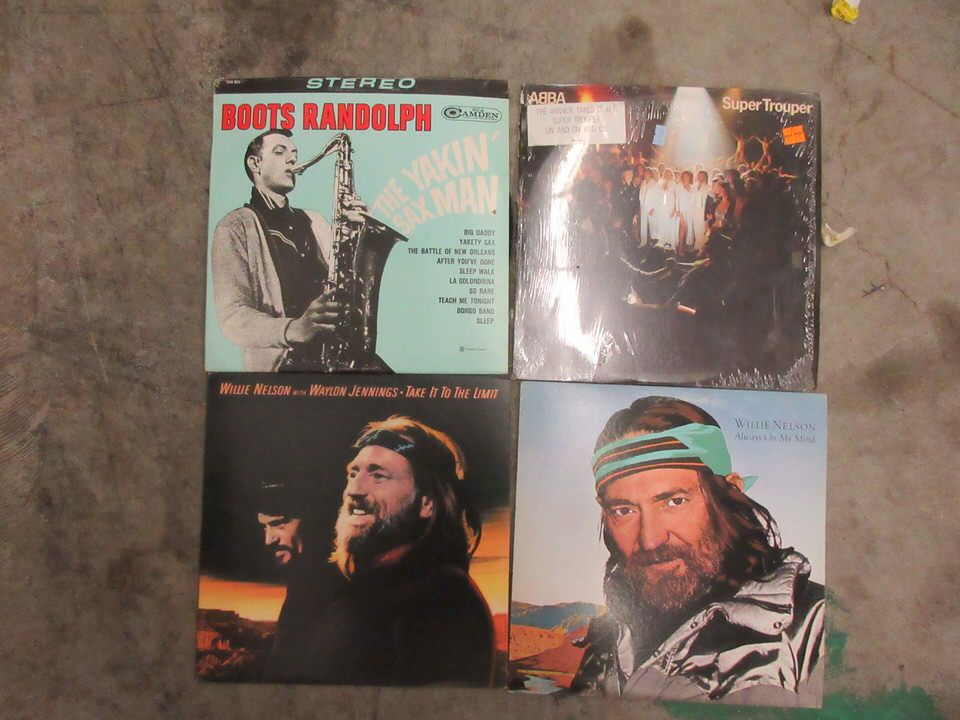 STEREO
BOOTS RANDOLPH
RCA
CAMDEN
THE YAKIN'
SAX MAN
BIG DADDY
YAKETY SAX
THE BATTLE OF NEW ORLEANS
AFTER YOU'VE GONE
SLEEP WALK
LA GOLONDRINA
SO RARE
TEACH ME TONIGHT
BONGO BAND
SLEEP
ABBA
Super Trouper
THE WINNER TAKES IT ALL
SUPER TROUPER
ON AND ON AND ON
WILLIE NELSON WITH WAYLON JENNINGS • TAKE IT TO THE LIMIT
WILLIE NELSON
Always On My Mind